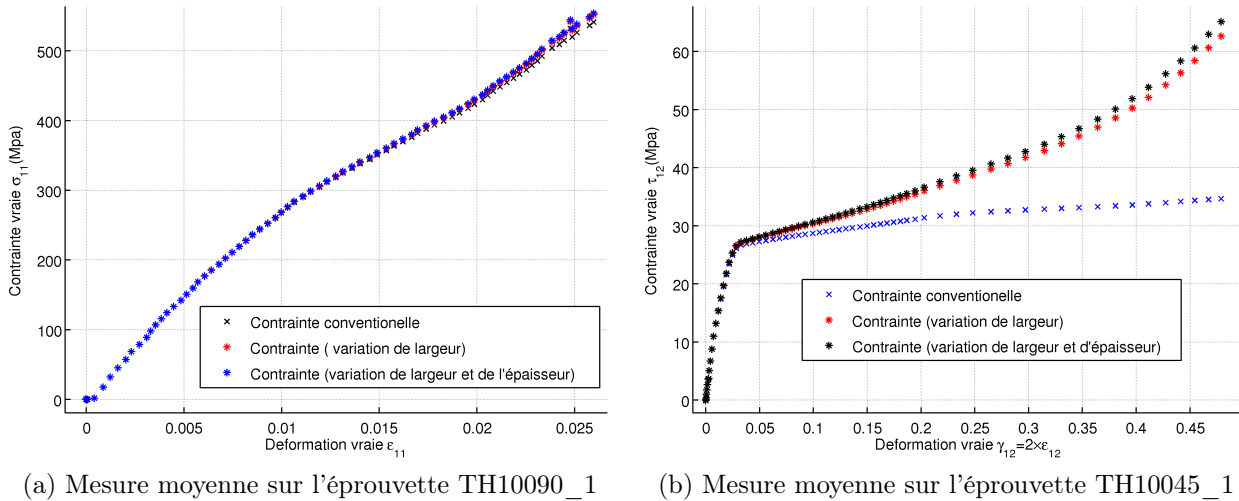 500
400
300
200
100
0
Contrainte vraie σ11(Mpa)
0 0.005 0.01 0.015 0.02 0.025
Deformation vraie ε11
Contrainte conventionelle
Contrainte ( variation de largeur)
Contrainte (variation de largeur et de l'épaisseur)
(a) Mesure moyenne sur l'éprouvette TH10090_1
60
50
40
30
20
10
0
Contrainte vraie τ12(Mpa)
0 0.05 0.1 0.15 0.2 0.25 0.3 0.35 0.4 0.45
Deformation vraie γ12=2×ε12
Contrainte conventionelle
Contrainte (variation de largeur)
Contrainte (variation de largeur et d'épaisseur)
(b) Mesure moyenne sur l'éprouvette TH10045_1